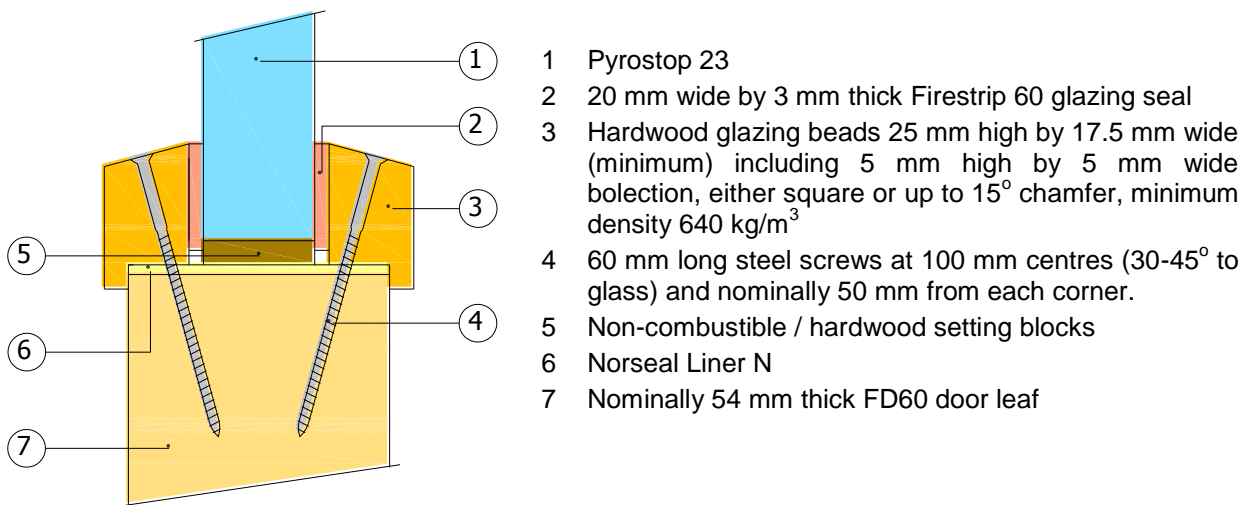 1
2
3
5
4
6
7
1 Pyrostop 23
2 20 mm wide by 3 mm thick Firestrip 60 glazing seal
3 Hardwood glazing beads 25 mm high by 17.5 mm wide
(minimum) including 5 mm high by 5 mm wide
bolection, either square or up to 15° chamfer, minimum
density 640 kg/m³
4 60 mm long steel screws at 100 mm centres (30-45° to
glass) and nominally 50 mm from each corner.
5 Non-combustible / hardwood setting blocks
6 Norseal Liner N
7 Nominally 54 mm thick FD60 door leaf